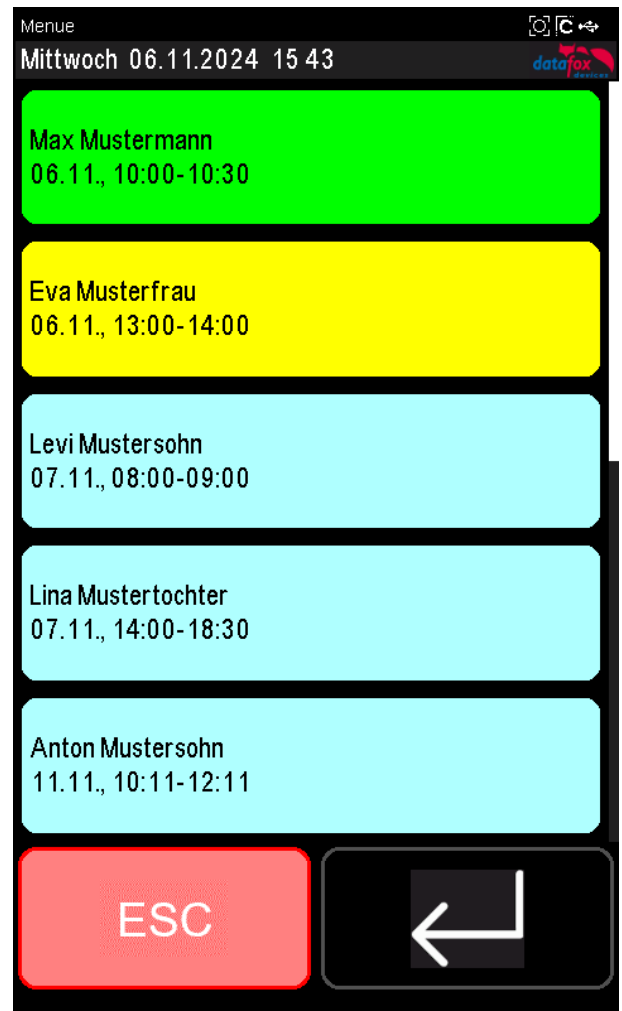 Menue
C
Mittwoch 06.11.2024 15 43
datafox
devices
Max Mustermann
06.11., 10:00-10:30
Eva Musterfrau
06.11., 13:00-14:00
Levi Mustersohn
07.11., 08:00-09:00
Lina Mustertochter
07.11., 14:00-18:30
Anton Mustersohn
11.11., 10:11-12:11
ESC